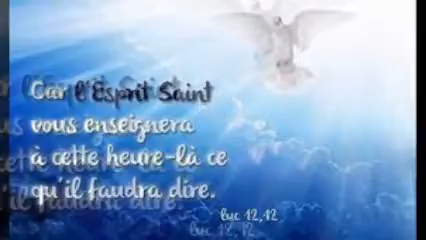 Car l'Esprit Saint
vous enseignera
à cette heure-là ce
qu'il faudra dire.
Luc 12,12